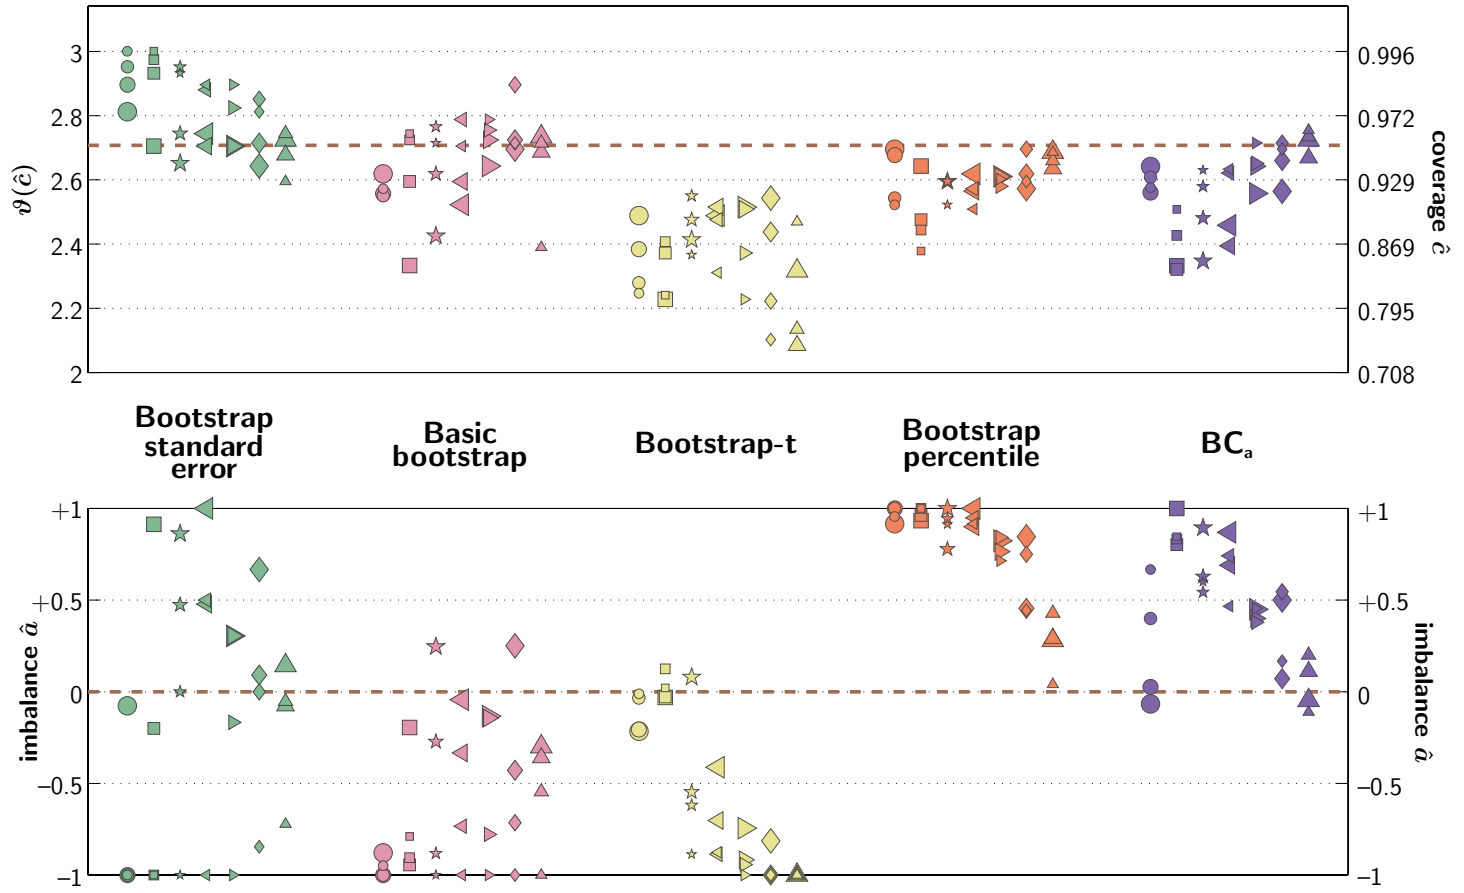 3
2.8
2.6
2.4
2.2
2
ϑ(ĉ)
0.996
0.972
0.929
0.869
0.795
0.708
coverage ĉ
Bootstrap
standard
error
Basic
bootstrap
Bootstrap-t
Bootstrap
percentile
BCa
+1
+0.5
0
−0.5
−1
imbalance â
+1
+0.5
0
−0.5
−1
imbalance â